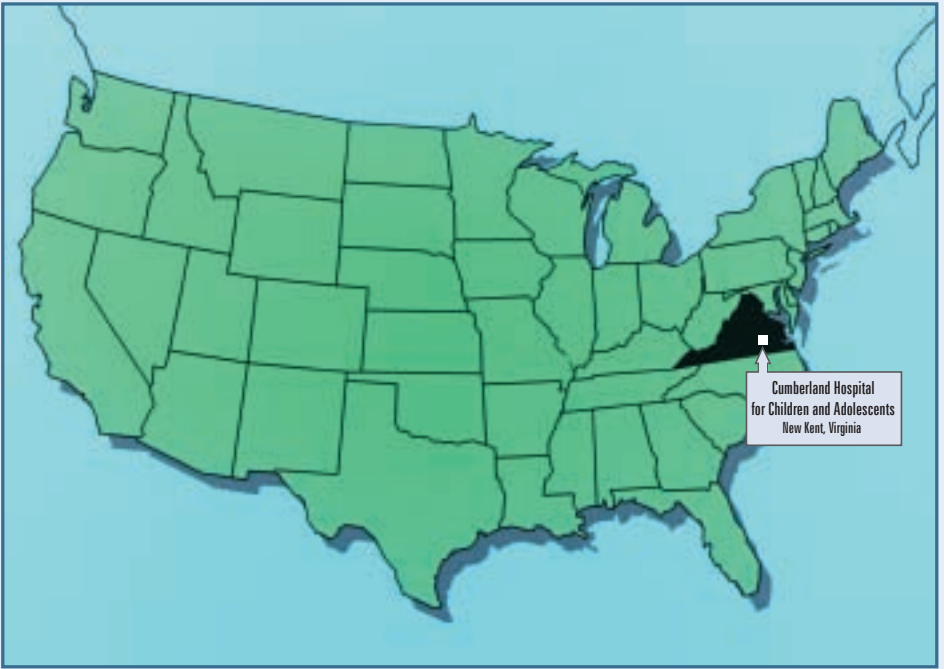 Cumberland Hospital
for Children and Adolescents
New Kent, Virginia